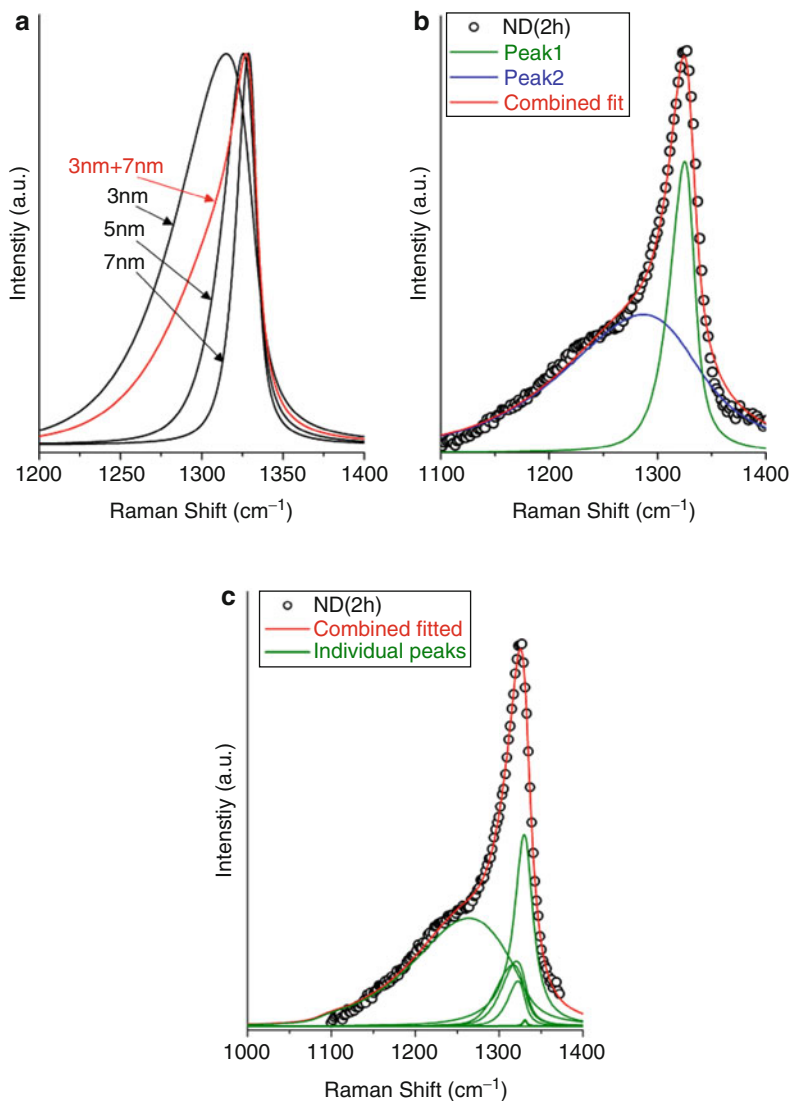 a
3nm+7nm
3nm
5nm
7nm
Intenstiy (a.u.)
1200 1250 1300 1350 1400
Raman Shift (cm⁻¹)
b
ND(2h)
Peak1
Peak2
Combined fit
Intenstiy (a.u.)
1100 1200 1300 1400
Raman Shift (cm⁻¹)
c
ND(2h)
Combined fitted
Individual peaks
Intenstiy (a.u.)
1000 1100 1200 1300 1400
Raman Shift (cm⁻¹)